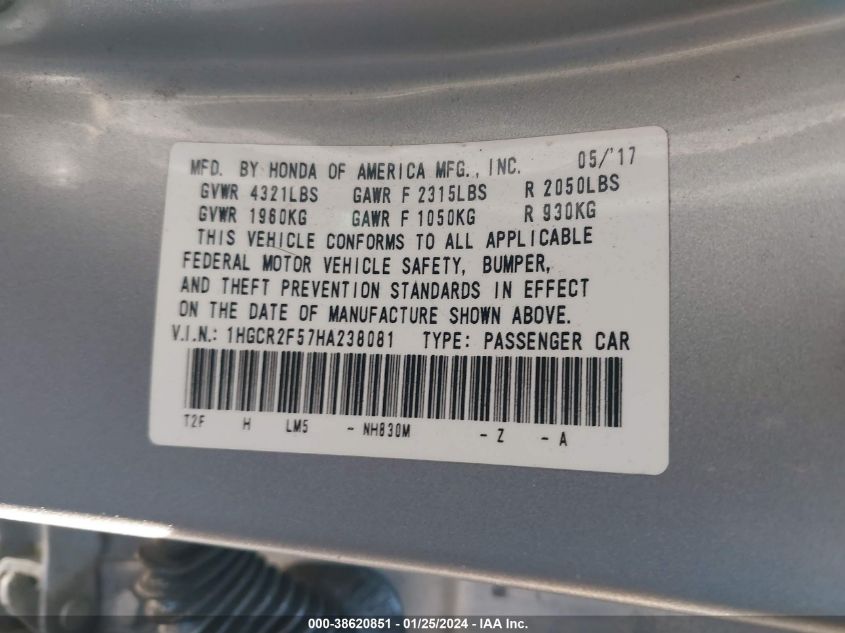 MFD. BY HONDA OF AMERICA MFG., INC. 05/'17
GVWR 4321LBS GAWR F 2315LBS R 2050LBS
GVWR 1960KG GAWR F 1050KG R 930KG
THIS VEHICLE CONFORMS TO ALL APPLICABLE
FEDERAL MOTOR VEHICLE SAFETY, BUMPER,
AND THEFT PREVENTION STANDARDS IN EFFECT
ON THE DATE OF MANUFACTURE SHOWN ABOVE.
V.I.N.: 1HGCR2F57HA238081 TYPE: PASSENGER CAR
T2F H LM5 - NH830M - Z - A
000-38620851 / 01/25/2024 - IAA Inc.